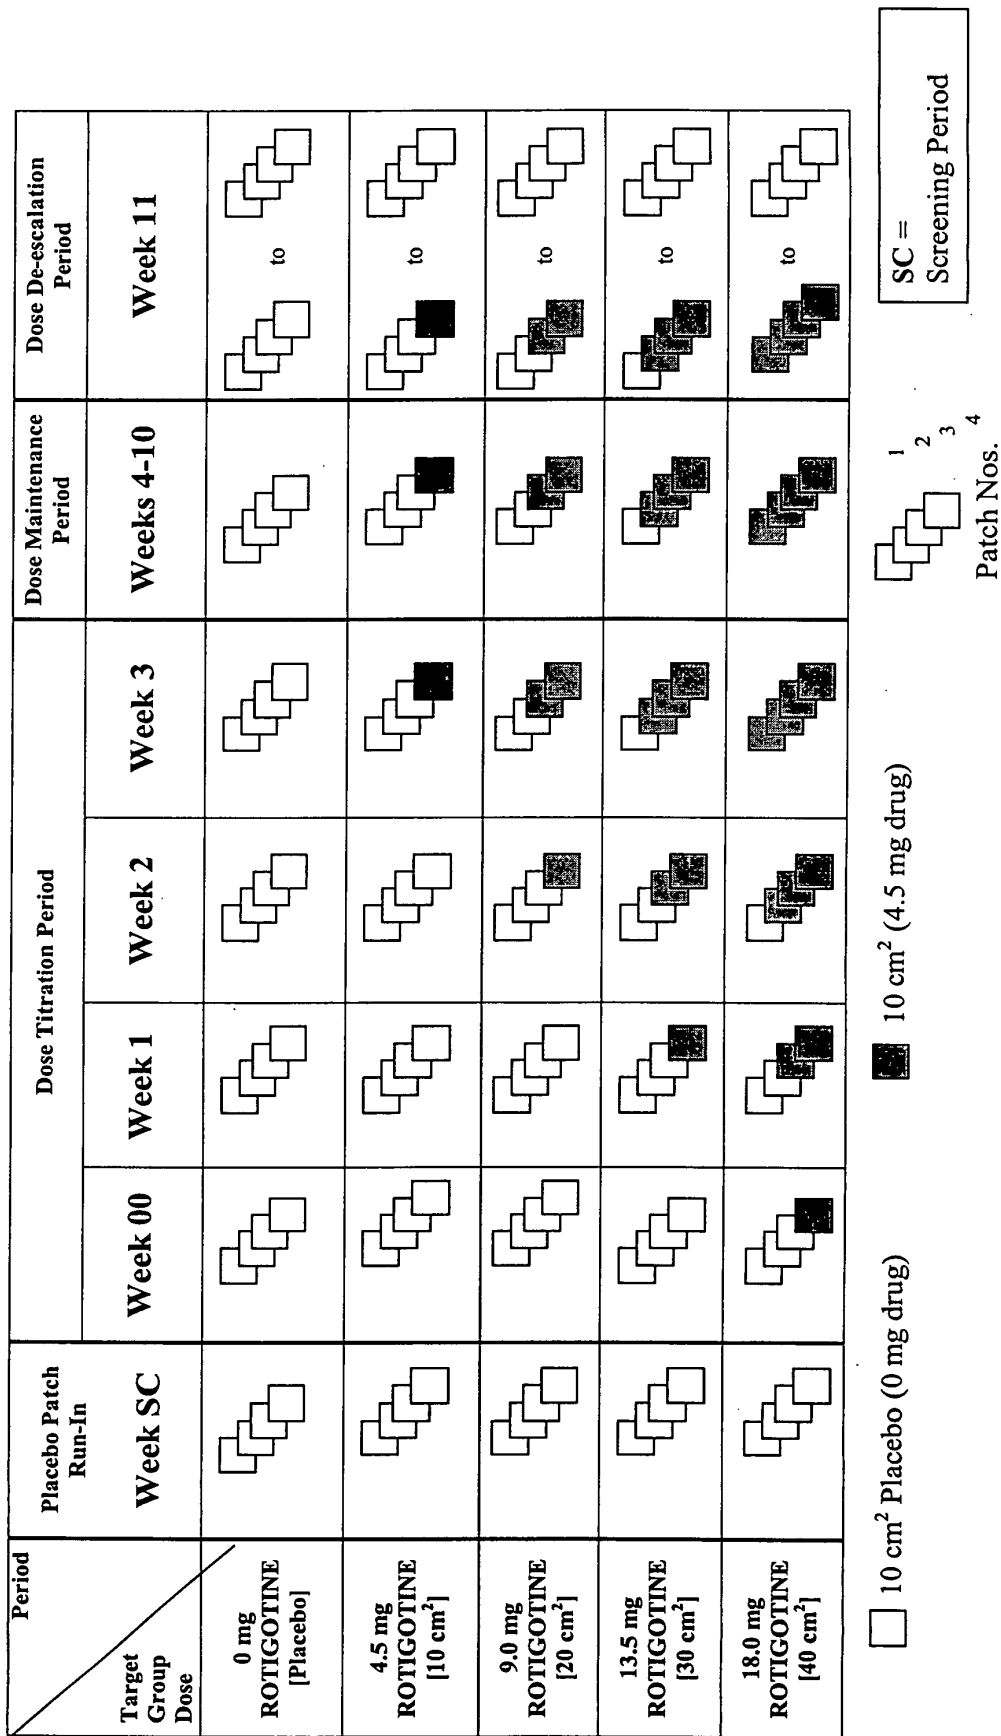 Period
Target
Group
Dose
Placebo Patch
Run-In
Dose Titration Period
Dose Maintenance
Period
Dose De-escalation
Period
Week SC
Week 00
Week 1
Week 2
Week 3
Weeks 4-10
Week 11
0 mg
ROTIGOTINE
[Placebo]
to
4.5 mg
ROTIGOTINE
[10 cm²]
to
9.0 mg
ROTIGOTINE
[20 cm²]
to
13.5 mg
ROTIGOTINE
[30 cm²]
to
18.0 mg
ROTIGOTINE
[40 cm²]
to
10 cm² Placebo (0 mg drug)
10 cm² (4.5 mg drug)
1
2
3
4
Patch Nos.
SC =
Screening Period